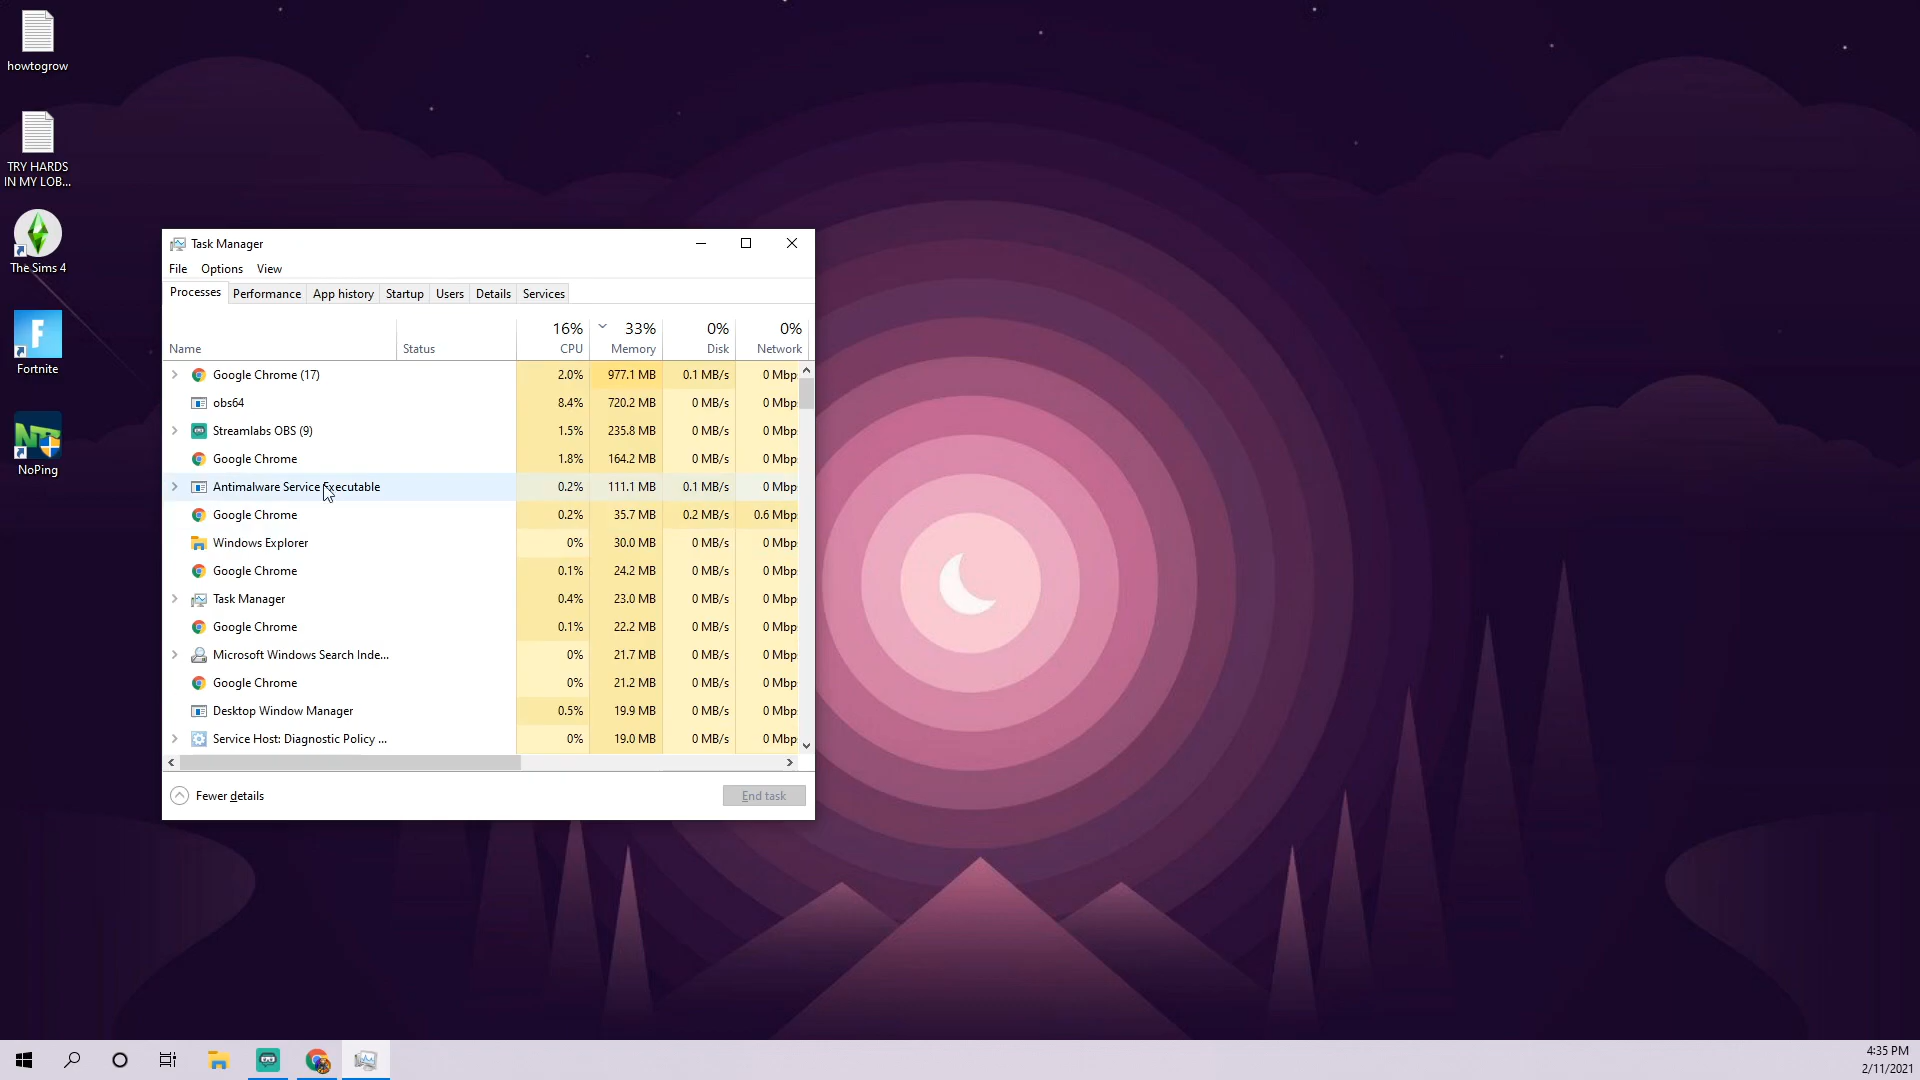 howtogrow
TRY HARDS
IN MY LOB...
The Sims 4
F
Fortnite
NoPing
Task Manager
File Options View
Processes Performance App history Startup Users Details Services
16% 33% 0% 0%
Name Status CPU Memory Disk Network
Google Chrome (17) 2.0% 977.1 MB 0.1 MB/s 0 Mbp
obs64 8.4% 720.2 MB 0 MB/s 0 Mbp
Streamlabs OBS (9) 1.5% 235.8 MB 0 MB/s 0 Mbp
Google Chrome 1.8% 164.2 MB 0 MB/s 0 Mbp
Antimalware Service Executable 0.2% 111.1 MB 0.1 MB/s 0 Mbp
Google Chrome 0.2% 35.7 MB 0.2 MB/s 0.6 Mbp
Windows Explorer 0% 30.0 MB 0 MB/s 0 Mbp
Google Chrome 0.1% 24.2 MB 0 MB/s 0 Mbp
Task Manager 0.4% 23.0 MB 0 MB/s 0 Mbp
Google Chrome 0.1% 22.2 MB 0 MB/s 0 Mbp
Microsoft Windows Search Inde... 0% 21.7 MB 0 MB/s 0 Mbp
Google Chrome 0% 21.2 MB 0 MB/s 0 Mbp
Desktop Window Manager 0.5% 19.9 MB 0 MB/s 0 Mbp
Service Host: Diagnostic Policy ... 0% 19.0 MB 0 MB/s 0 Mbp
Fewer details End task
4:35 PM
2/11/2021